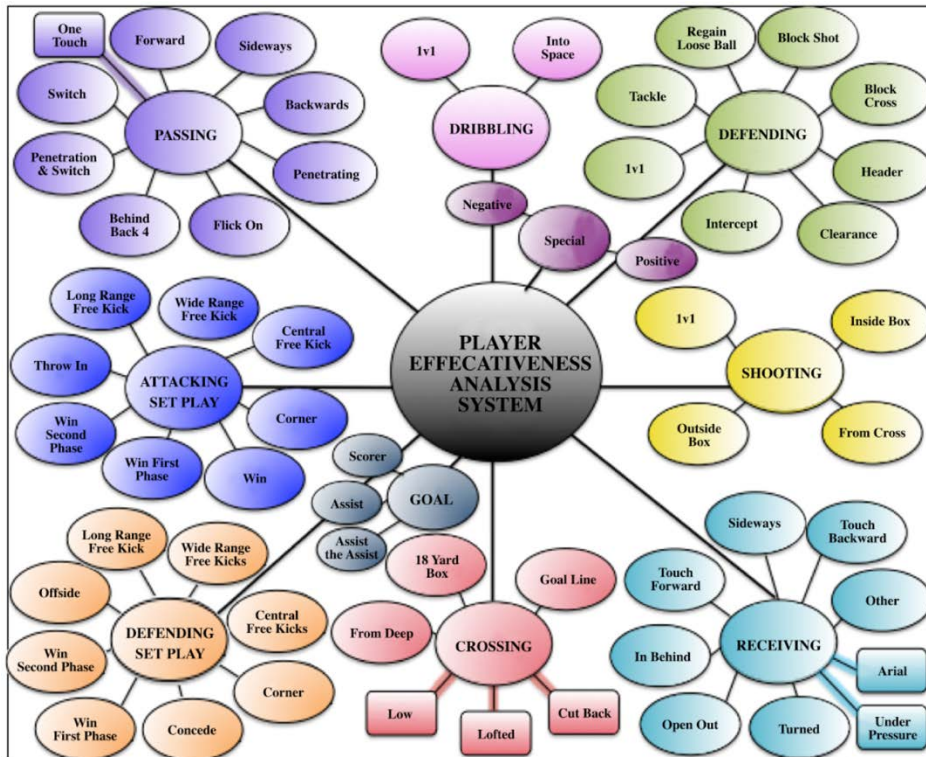 One
Touch
Forward
Sideways
Switch
Backwards
PASSING
Penetration
& Switch
Penetrating
Behind
Back 4
Flick On
1v1
Into
Space
DRIBBLING
Negative
Special
Positive
Regain
Loose Ball
Block Shot
Tackle
Block
Cross
DEFENDING
1v1
Header
Intercept
Clearance
PLAYER
EFFECATIVENESS
ANALYSIS
SYSTEM
Long Range
Free Kick
Wide Range
Free Kick
Central
Free Kick
Throw In
ATTACKING
SET PLAY
Win
Second
Phase
Corner
Win First
Phase
Win
1v1
Inside Box
SHOOTING
Outside
Box
From Cross
Scorer
Assist
GOAL
Assist
the Assist
Long Range
Free Kick
Wide Range
Free Kicks
Offside
Central
Free Kicks
DEFENDING
SET PLAY
Win
Second Phase
Corner
Win
First Phase
Concede
18 Yard
Box
Goal Line
From Deep
CROSSING
Low
Lofted
Cut Back
Sideways
Touch
Backward
Touch
Forward
Other
RECEIVING
In Behind
Arial
Open Out
Turned
Under
Pressure